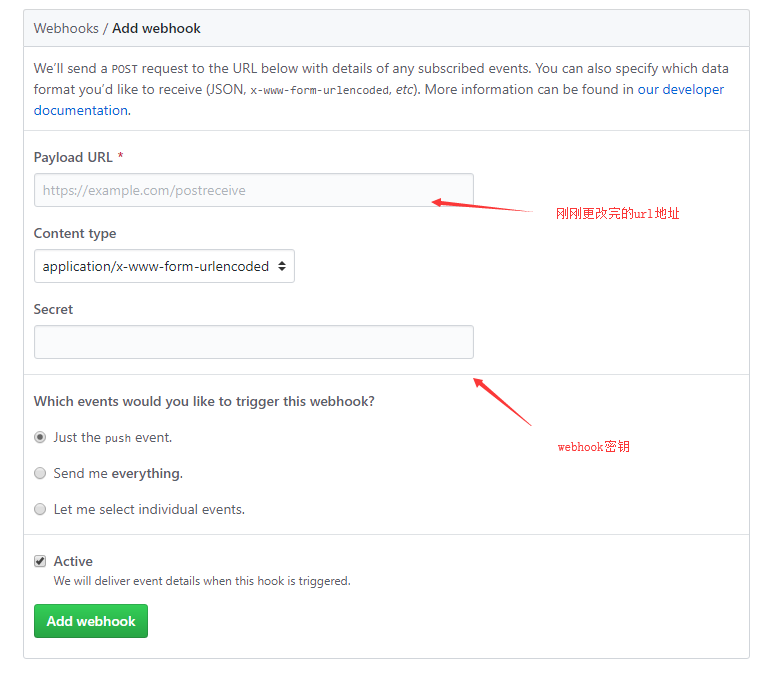 Webhooks / Add webhook
We’ll send a POST request to the URL below with details of any subscribed events. You can also specify which data
format you’d like to receive (JSON, x-www-form-urlencoded, etc). More information can be found in our developer
documentation.
Payload URL *
https://example.com/postreceive
刚刚更改完的url地址
Content type
application/x-www-form-urlencoded
Secret
Which events would you like to trigger this webhook?
Just the push event.
webhook密钥
Send me everything.
Let me select individual events.
Active
We will deliver event details when this hook is triggered.
Add webhook